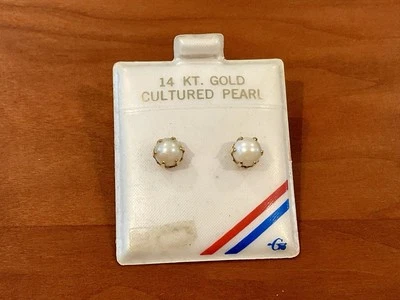 14 KT. GOLD
CULTURED PEARL